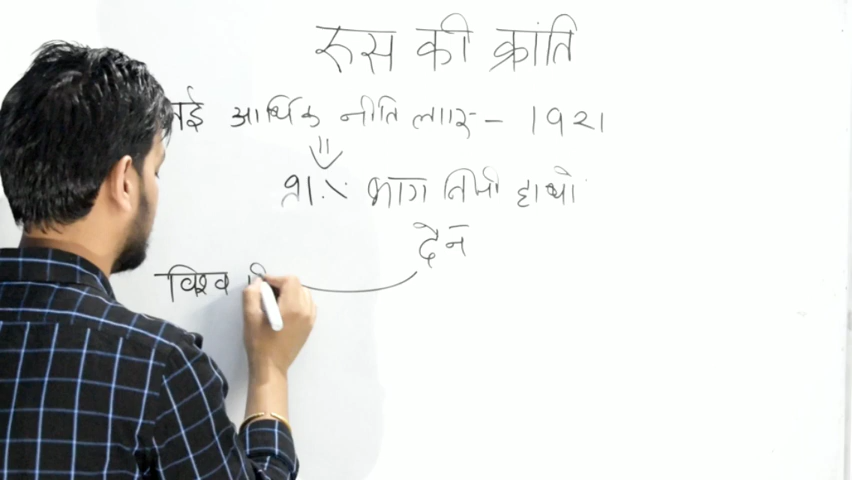 रूस की क्रांति
नई आर्थिक नीति लाई - 1921
भाग निजी हाथो
देन
विश्व